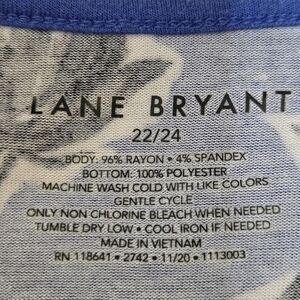 LANE BRYANT
22/24
BODY: 96% RAYON • 4% SPANDEX
BOTTOM: 100% POLYESTER
MACHINE WASH COLD WITH LIKE COLORS
GENTLE CYCLE
ONLY NON CHLORINE BLEACH WHEN NEEDED
TUMBLE DRY LOW • COOL IRON IF NEEDED
MADE IN VIETNAM
RN 118641 • 2742 • 11/20 • 1113003